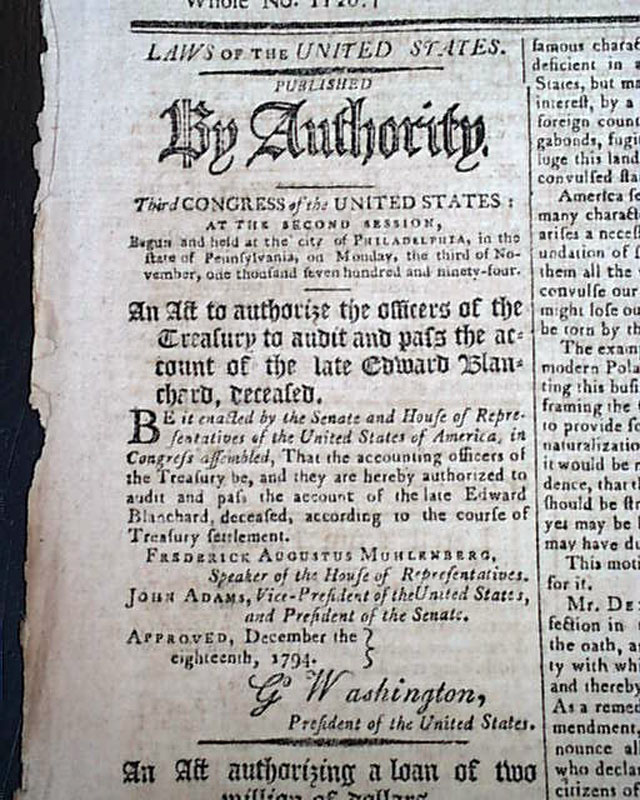 Whole No.
LAWS OF THE UNITED STATES.
PUBLISHED
By Authority.
Third CONGRESS of the UNITED STATES:
AT THE SECOND SESSION,
Begun and held at the city of PHILADELPHIA, in the
ſtate of Pennſylvania, on Monday, the third of No-
vember, one thouſand ſeven hundred and ninety-four.
An Act to authorize the officers of the
Treaſury to audit and paſs the ac-
count of the late Edward Blan-
chard, deceaſed.
BE it enacted by the Senate and Houſe of Repre-
ſentatives of the United States of America, in
Congreſs aſſembled, That the accounting officers of
the Treaſury be, and they are hereby authorized to
audit and paſs the account of the late Edward
Blanchard, deceaſed, according to the courſe of
Treaſury ſettlement.
FREDERICK AUGUSTUS MUHLENBERG,
Speaker of the Houſe of Repreſentatives.
JOHN ADAMS, Vice-Preſident of the United States,
and Preſident of the Senate.
APPROVED, December the }
eighteenth, 1794. }
Go Waſhington,
Preſident of the United States.
An Act authorizing a loan of two
million of dollars
famous
deficient in a
States, but
intereſt, by a
foreign
gabonds,
luge this land
convulſed
America
many
ariſes a
undation of
them all the
convulſe our
might loſe our
be torn by
The
modern
ting this
framing the
to provide
it would be
dence, that
ſhould be
yet may be
may have
This
for it.
Mr.
ſection in
the oath,
ty with
and thereby
As a
mendment,
nounce
who
citizens of